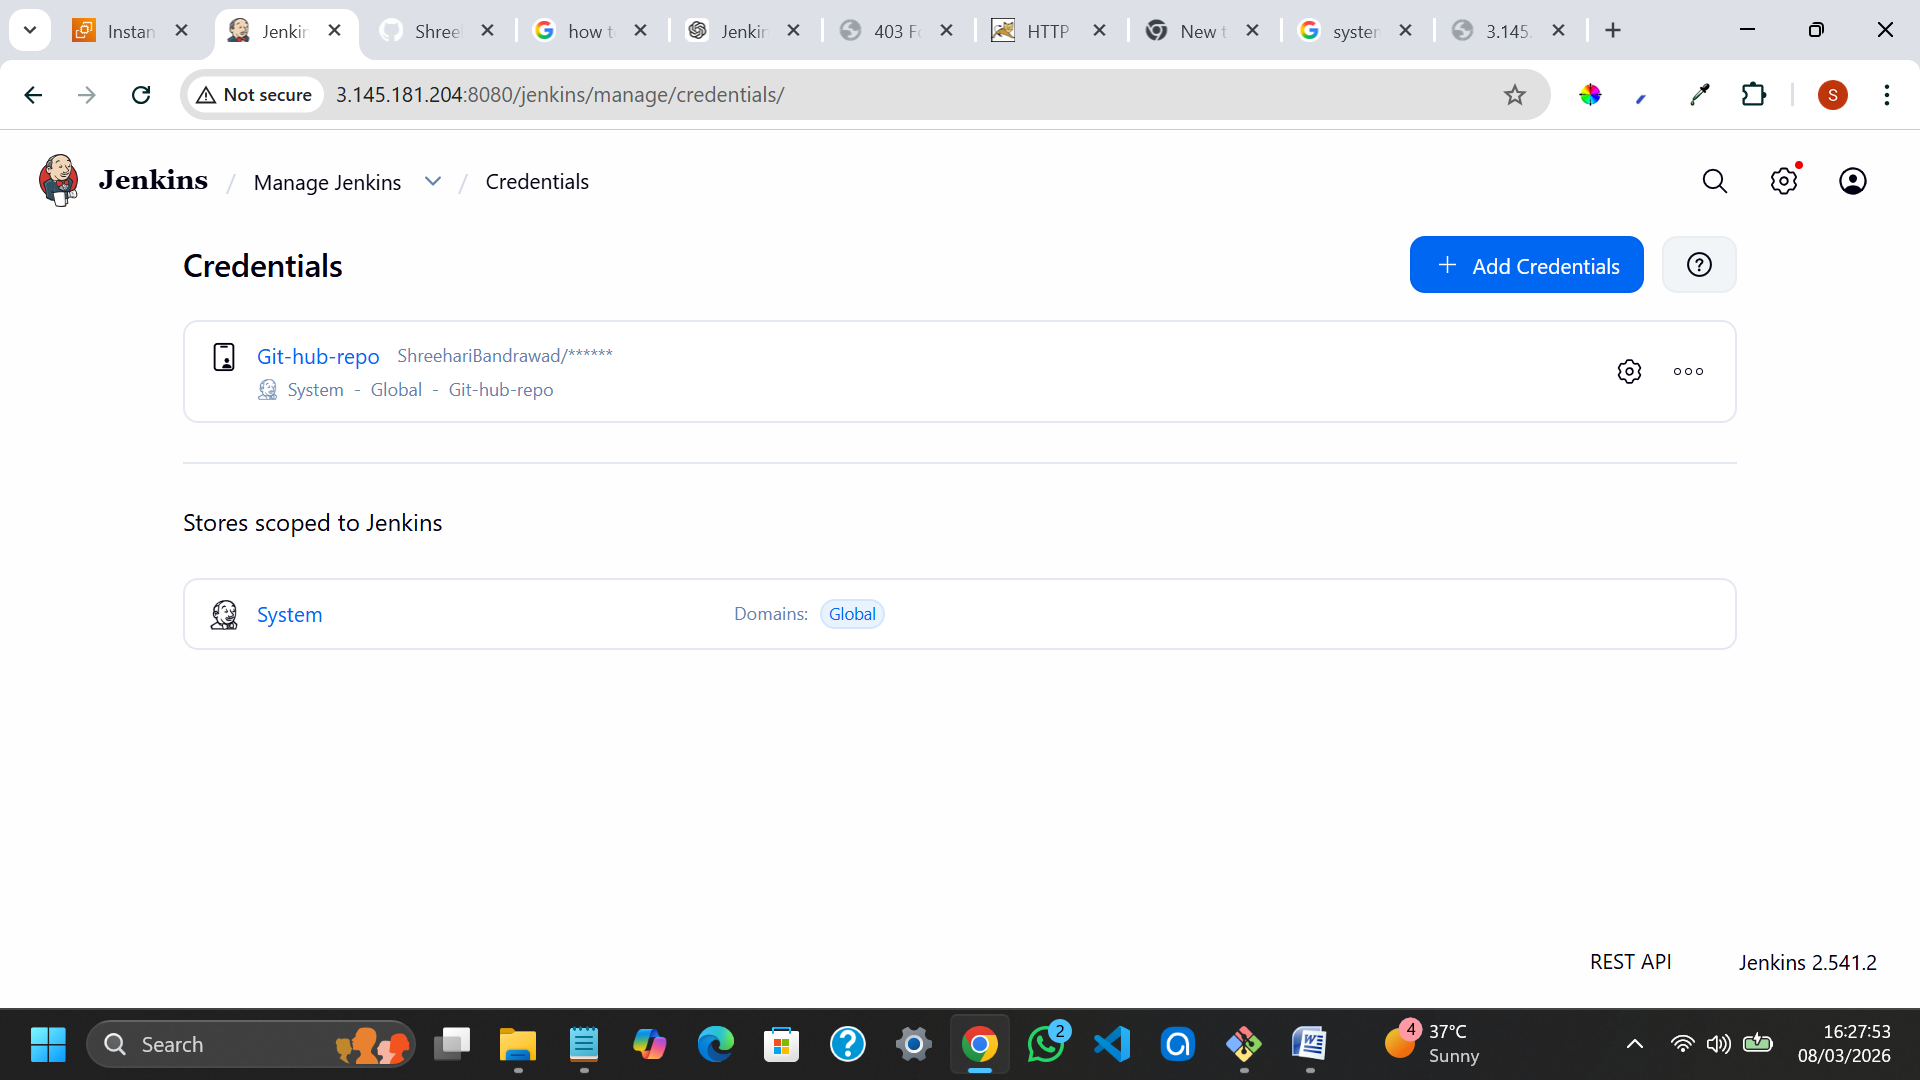 Instan
Jenkin
Shree
how t
Jenkin
403 F
HTTP
New t
syster
3.145.
Not secure
3.145.181.204:8080/jenkins/manage/credentials/
S
Jenkins / Manage Jenkins / Credentials
Credentials
+ Add Credentials
Git-hub-repo ShreehariBandrawad/******
System - Global - Git-hub-repo
Stores scoped to Jenkins
System Domains: Global
REST API Jenkins 2.541.2
Search
2
4
37°C
Sunny
16:27:53
08/03/2026